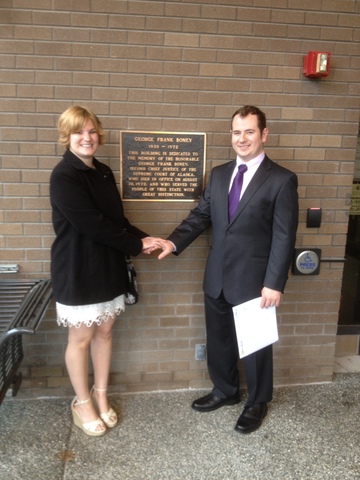 GEORGE FRANK BONEY
1930 - 1972
THIS BUILDING IS DEDICATED TO
THE MEMORY OF THE HONORABLE
GEORGE FRANK BONEY,
SECOND CHIEF JUSTICE OF THE
SUPREME COURT OF ALASKA,
WHO DIED IN OFFICE ON AUGUST
30, 1972, AND WHO SERVED THE
PEOPLE OF THIS STATE WITH
GREAT DISTINCTION.